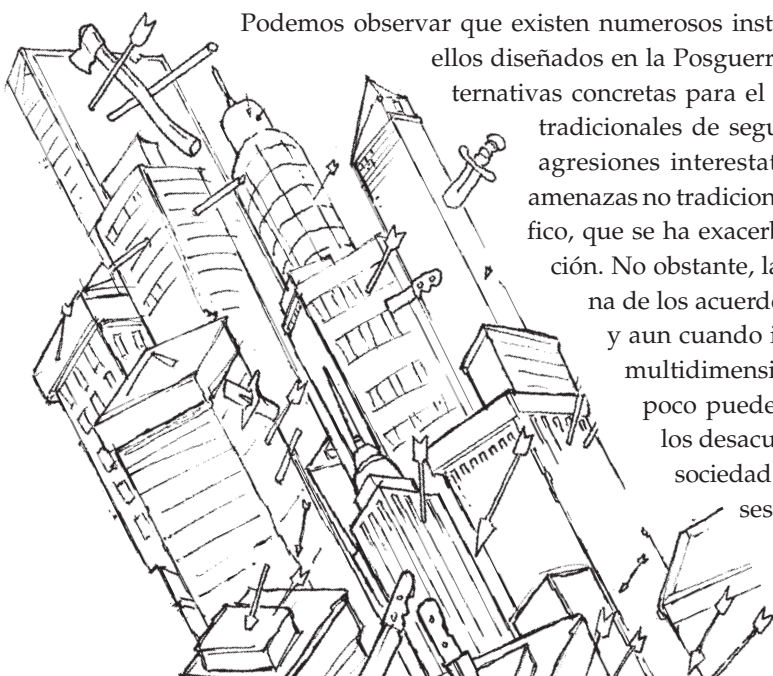 Podemos observar que existen numerosos inst
ellos diseñados en la Posguerr
ternativas concretas para el
tradicionales de segu
agresiones interestat
amenazas no tradicion
fico, que se ha exacerb
ción. No obstante, la
na de los acuerdo
y aun cuando i
multidimensi
poco puede
los desacu
sociedad
ses